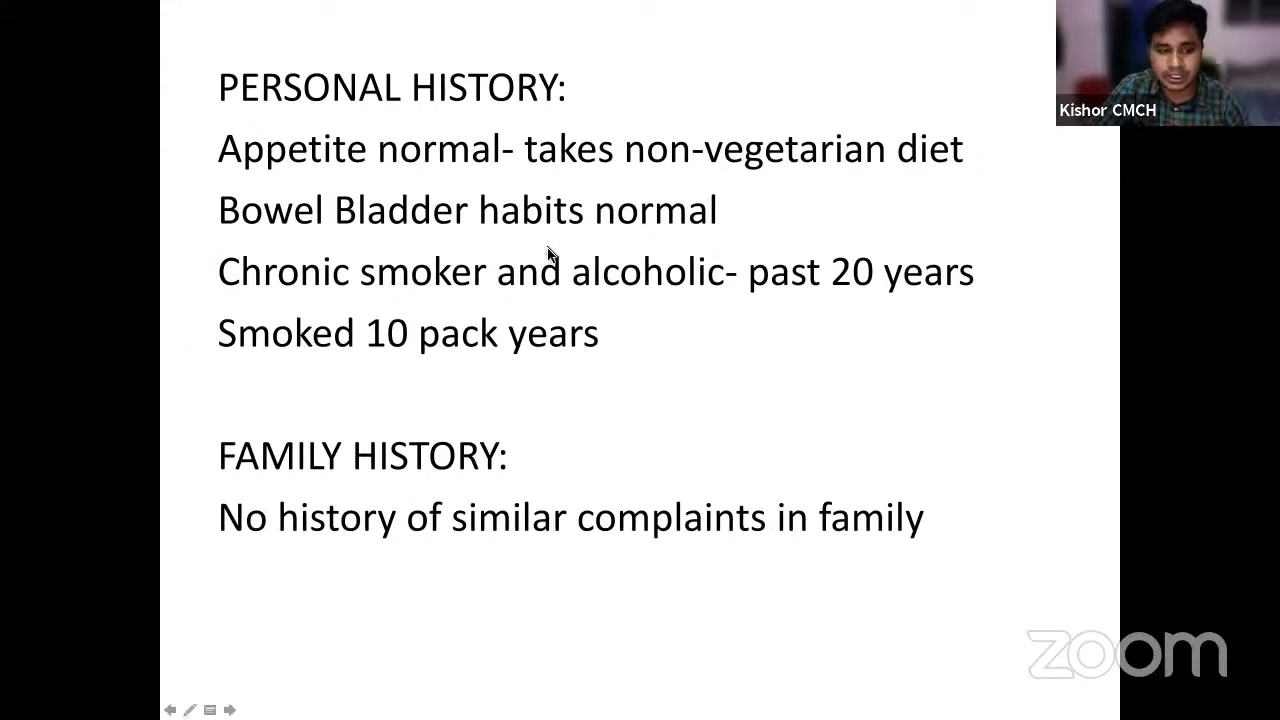 PERSONAL HISTORY:
Appetite normal- takes non-vegetarian diet
Bowel Bladder habits normal
Chronic smoker and alcoholic- past 20 years
Smoked 10 pack years
FAMILY HISTORY:
No history of similar complaints in family
Kishor CMCH
zoom